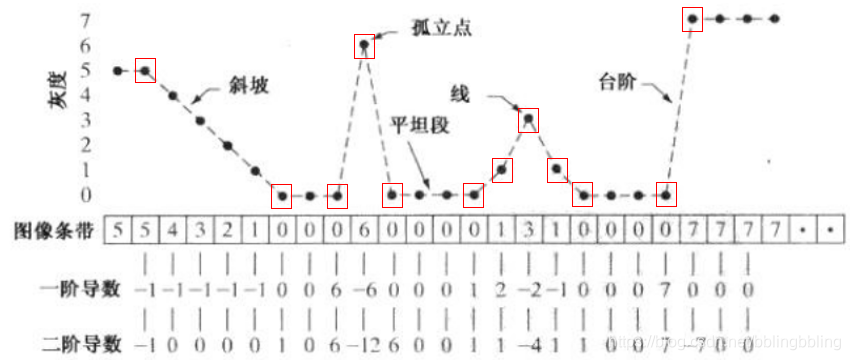 7
6
5
4
3
2
1
0
灰度
斜坡
孤立点
平坦段
线
台阶
图像条带 5 5 4 3 2 1 0 0 0 6 0 0 0 0 1 3 1 0 0 0 0 7 7 7 7 • •
一阶导数 -1 -1 -1 -1 -1 0 0 6 -6 0 0 0 1 2 -2 -1 0 0 0 7 0 0 0
二阶导数 -1 0 0 0 0 1 0 6 -12 6 0 0 1 1 -4 1 1 0 0 7 -7 0 0
https://blog.csdn.net/bblingbbling